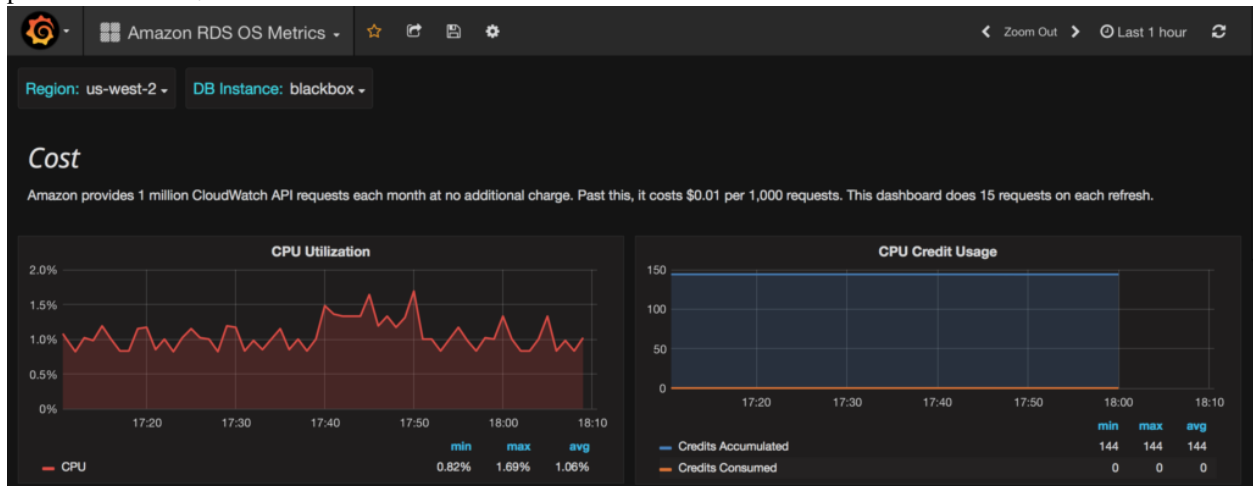 Amazon RDS OS Metrics
Zoom Out
Last 1 hour
Region: us-west-2
DB Instance: blackbox
Cost
Amazon provides 1 million CloudWatch API requests each month at no additional charge. Past this, it costs $0.01 per 1,000 requests. This dashboard does 15 requests on each refresh.
CPU Utilization
2.0%
1.5%
1.0%
0.5%
0%
17:20 17:30 17:40 17:50 18:00 18:10
min max avg
CPU 0.82% 1.69% 1.06%
CPU Credit Usage
150
100
50
0
17:20 17:30 17:40 17:50 18:00 18:10
min max avg
Credits Accumulated 144 144 144
Credits Consumed 0 0 0